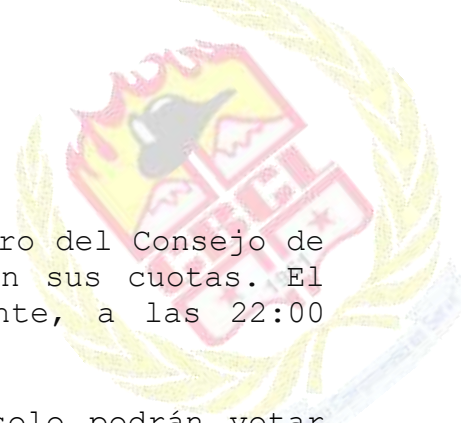 ro del Consejo de
n sus cuotas. El
nte, a las 22:00
solo podrán votar